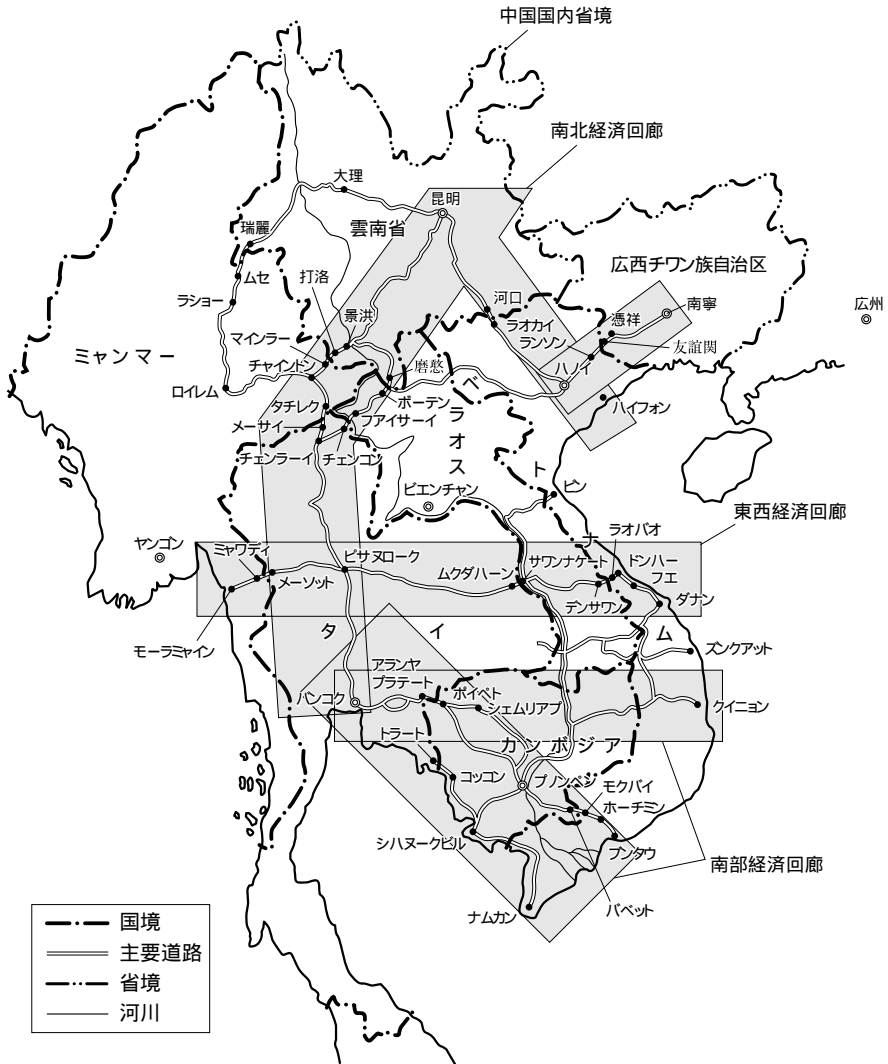 中国国内省境
南北経済回廊
大理
昆明
雲南省
瑞麗
広西チワン族自治区
ムセ
打洛
ラショー
景洪
河口
南寧
広州
憑祥
ラオカイ
ランソン
友誼関
マインラー
ミャンマー
チャイントン
磨憨
ハノイ
ロイレム
ボーテン
ハイフォン
タチレク
フアイサーイ
メーサイ
チェンラーイ
チェンコン
ラオス
ベトナム
ビエンチャン
ビン
東西経済回廊
ラオバオ
ヤンゴン
ミャワディ
ピサヌローク
サワンナケート
ドンハー
ムクダハーン
フエ
メーソット
デンサワン
ダナン
モーラミャイン
タイ
ズンクアット
アランヤ
プラテート
ポイペト
シェムリアプ
バンコク
クイニョン
トラート
カンボジア
コッコン
プノンペン
モクバイ
ホーチミン
シハヌークビル
ブンタウ
南部経済回廊
ナムカン
バベット
国境
主要道路
省境
河川